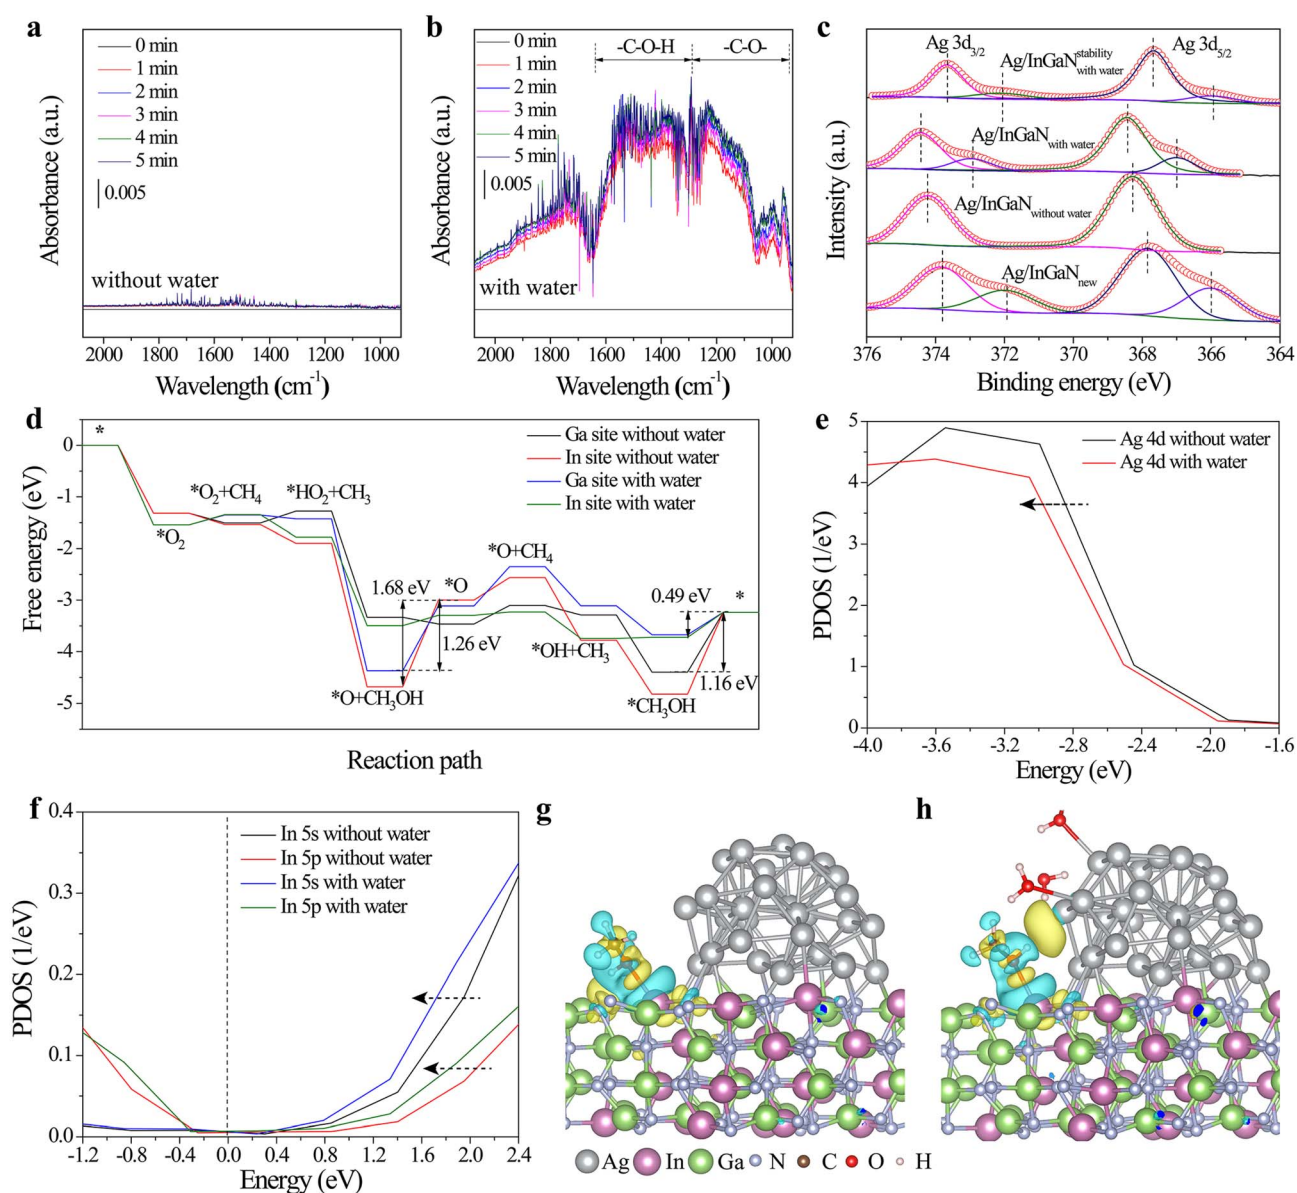 a
Absorbance (a.u.)
0 min
1 min
2 min
3 min
4 min
5 min
0.005
without water
2000 1800 1600 1400 1200 1000
Wavelength (cm-1)
b
Absorbance (a.u.)
0 min
1 min
2 min
3 min
4 min
5 min
0.005
-C-O-H
-C-O-
with water
2000 1800 1600 1400 1200 1000
Wavelength (cm-1)
c
Intensity (a.u.)
Ag 3d3/2
Ag 3d5/2
Ag/InGaN stability with water
Ag/InGaN with water
Ag/InGaN without water
Ag/InGaN new
376 374 372 370 368 366 364
Binding energy (eV)
d
Free energy (eV)
0
-1
-2
-3
-4
-5
Ga site without water
In site without water
Ga site with water
In site with water
*
*O2
*O2+CH4
*HO2+CH3
1.68 eV
*O
1.26 eV
*O+CH3OH
*O+CH4
*OH+CH3
0.49 eV
*
*CH3OH
1.16 eV
Reaction path
e
PDOS (1/eV)
5
4
3
2
1
0
Ag 4d without water
Ag 4d with water
-4.0 -3.6 -3.2 -2.8 -2.4 -2.0 -1.6
Energy (eV)
f
PDOS (1/eV)
0.4
0.3
0.2
0.1
0.0
In 5s without water
In 5p without water
In 5s with water
In 5p with water
-1.2 -0.8 -0.4 0.0 0.4 0.8 1.2 1.6 2.0 2.4
Energy (eV)
g
h
Ag In Ga N C O H